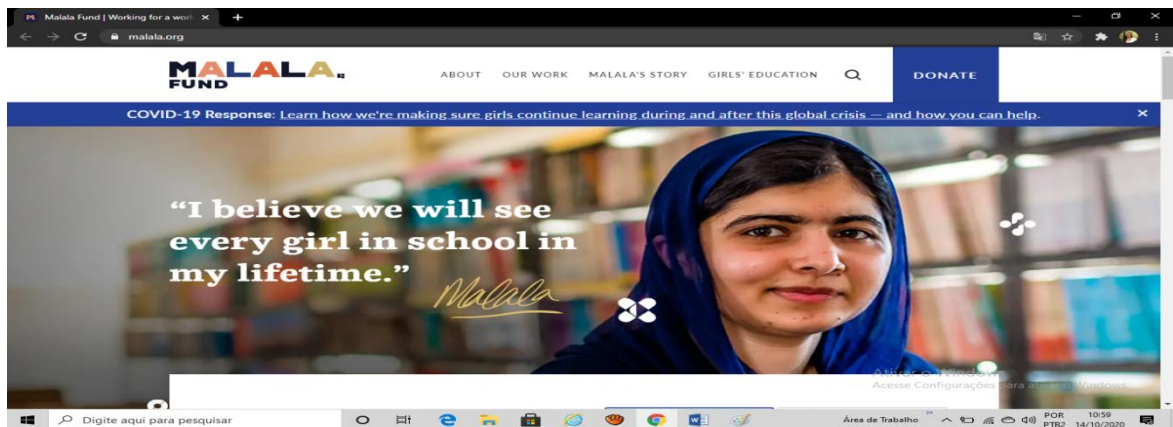 Malala Fund | Working for a worl
malala.org
MALALA
FUND
ABOUT OUR WORK MALALA'S STORY GIRLS' EDUCATION DONATE
COVID-19 Response: Learn how we're making sure girls continue learning during and after this global crisis — and how you can help.
“I believe we will see
every girl in school in
my lifetime.”
Malala
Ativar o Windows
Acesse Configurações para ativar o Windows.
Digite aqui para pesquisar
Área de Trabalho
POR 10:59
PTB2 14/10/2020